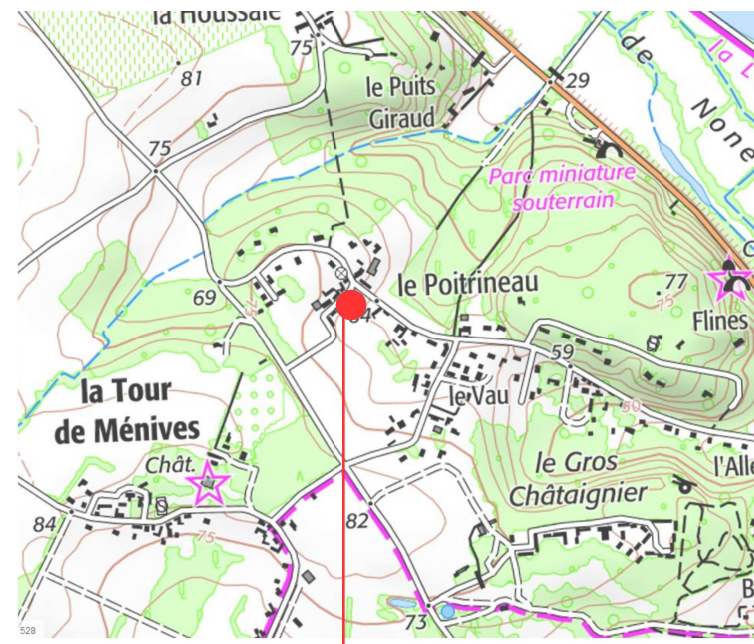 la Houssaie
75
81
le Puits
Giraud
29
de None
75
Parc miniature
souterrain
le Poitrineau
77
75
Flines
69
64
59
50
la Tour
de Ménives
le Vau
Chât.
le Gros
Châtaignier
l'Alle
84
82
75
73
B
528